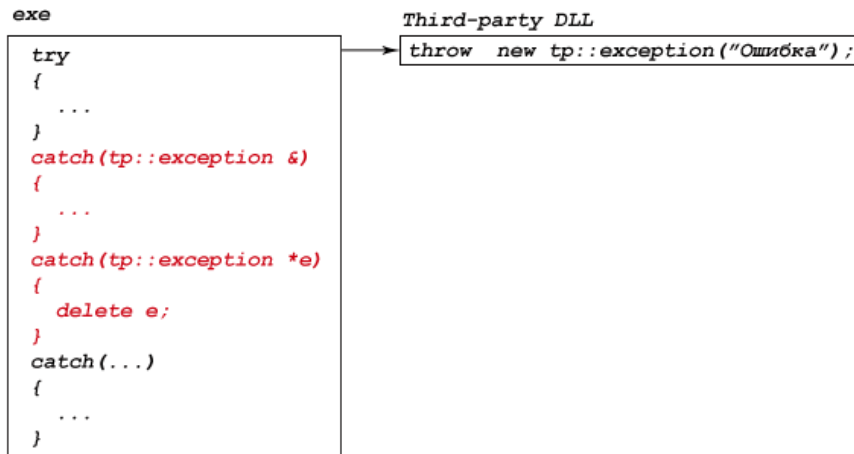 exe
Third-party DLL
throw  new tp::exception("Ошибка");
try
{
  ...
}
catch(tp::exception &)
{
  ...
}
catch(tp::exception *e)
{
  delete e;
}
catch(...)
{
  ...
}